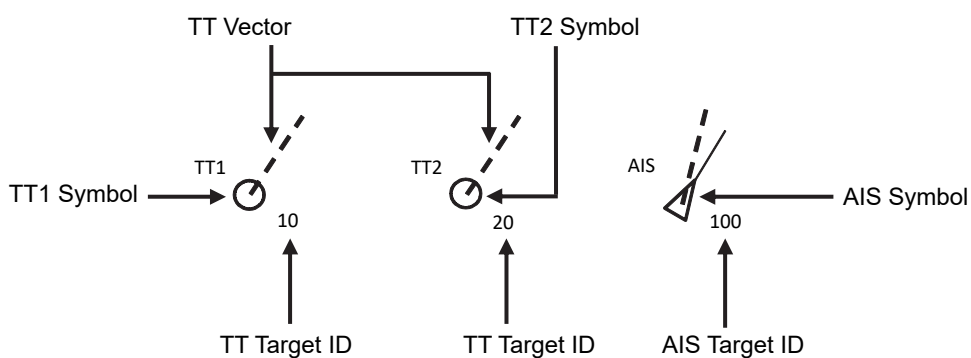 TT Vector
TT2 Symbol
TT1
TT2
AIS
TT1 Symbol
AIS Symbol
10
20
100
TT Target ID
TT Target ID
AIS Target ID